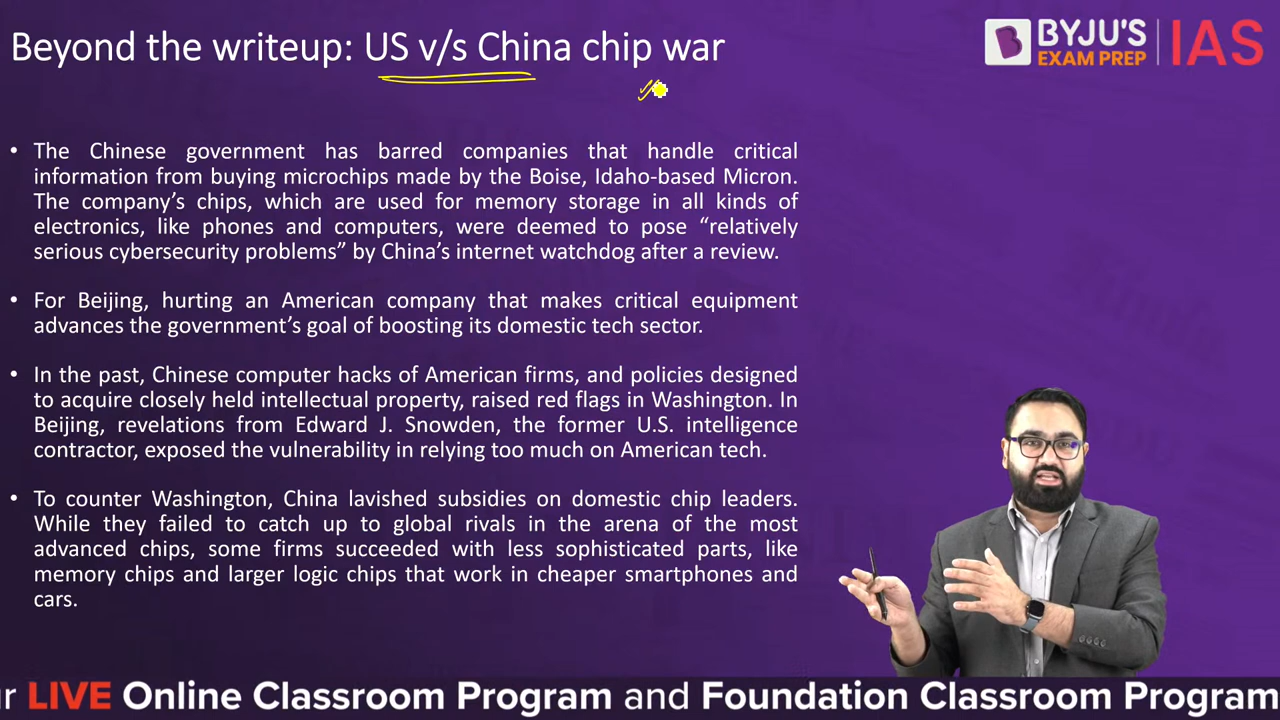 Beyond the writeup: US v/s China chip war
BYJU'S
EXAM PREP
IAS
• The Chinese government has barred companies that handle critical
information from buying microchips made by the Boise, Idaho-based Micron.
The company's chips, which are used for memory storage in all kinds of
electronics, like phones and computers, were deemed to pose “relatively
serious cybersecurity problems” by China's internet watchdog after a review.
• For Beijing, hurting an American company that makes critical equipment
advances the government's goal of boosting its domestic tech sector.
• In the past, Chinese computer hacks of American firms, and policies designed
to acquire closely held intellectual property, raised red flags in Washington. In
Beijing, revelations from Edward J. Snowden, the former U.S. intelligence
contractor, exposed the vulnerability in relying too much on American tech.
• To counter Washington, China lavished subsidies on domestic chip leaders.
While they failed to catch up to global rivals in the arena of the most
advanced chips, some firms succeeded with less sophisticated parts, like
memory chips and larger logic chips that work in cheaper smartphones and
cars.
r LIVE Online Classroom Program and Foundation Classroom Program